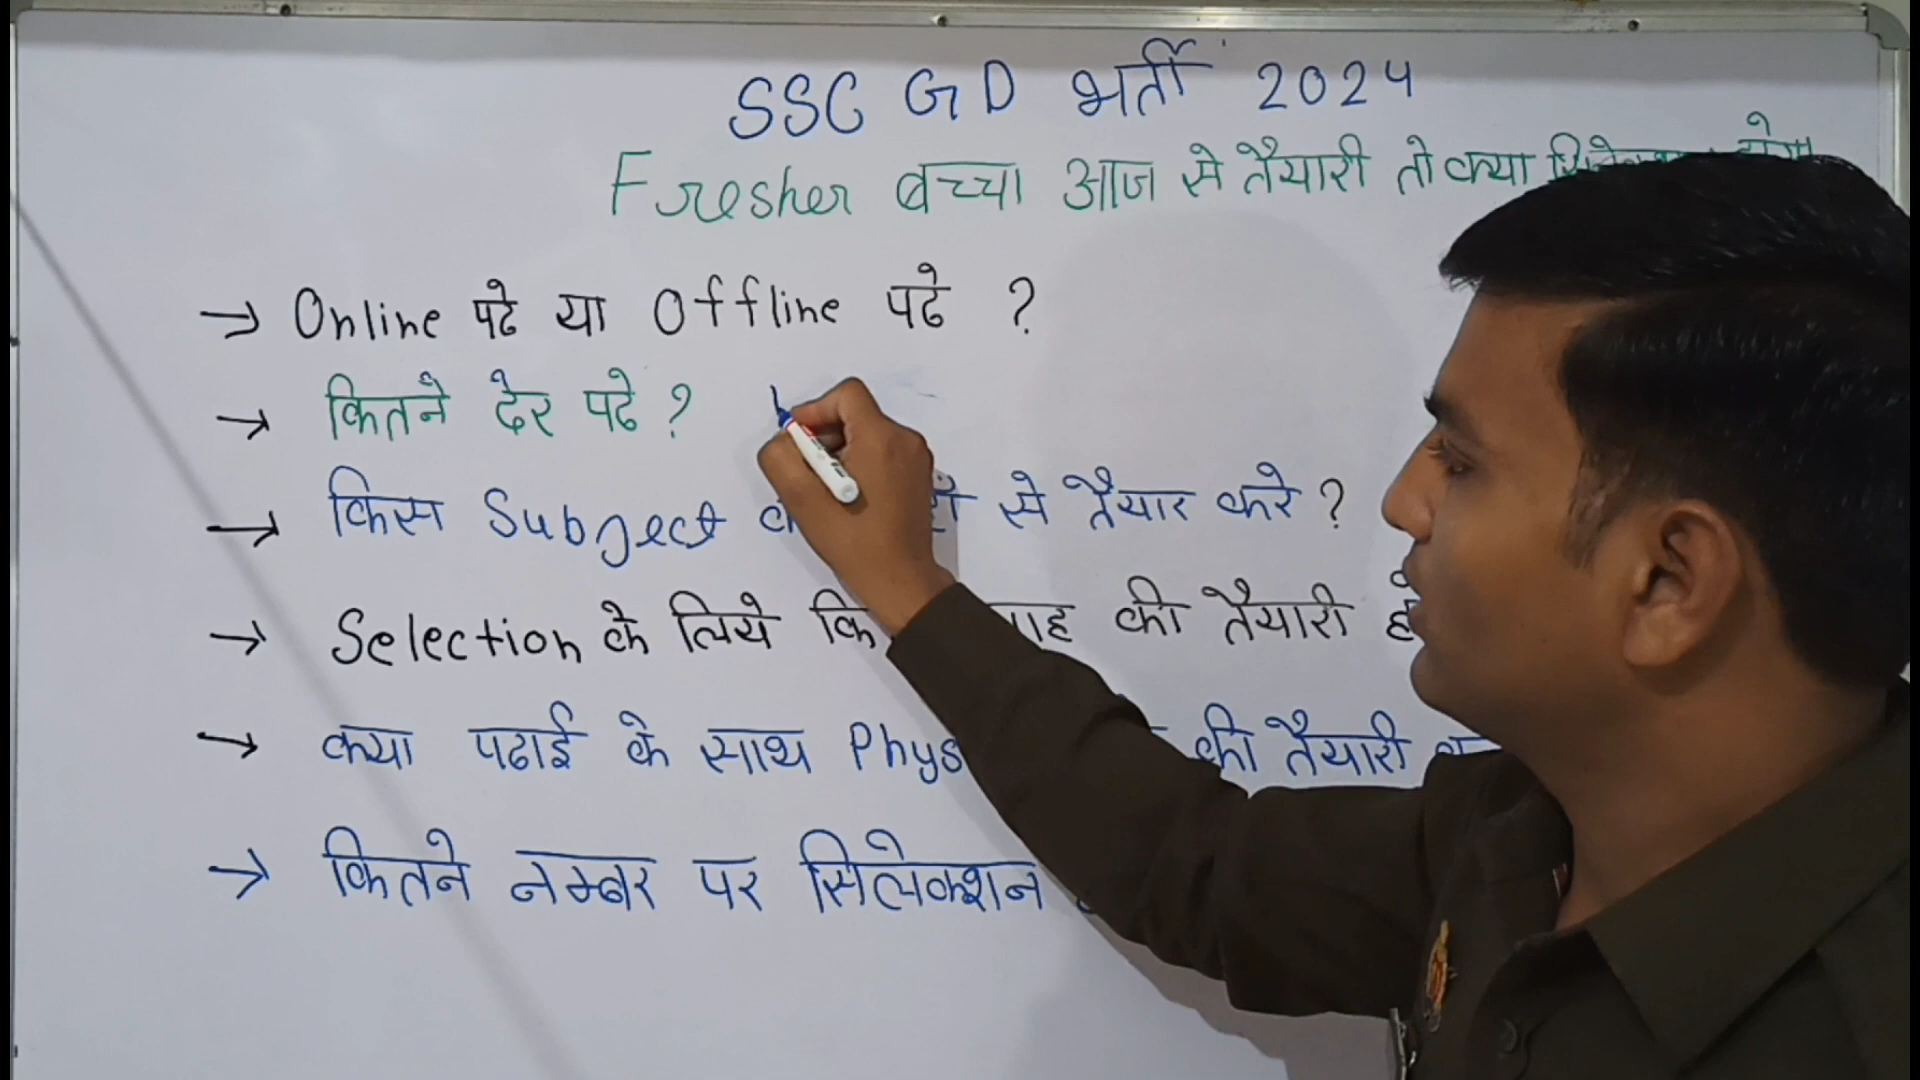 SSC GD भर्ती 2024
Fresher बच्चा आज से तैयारी तो क्या
→ Online पढे या Offline पढे ?
→ कितने देर पढे ?
→ किस Subject से तैयार करे ?
→ Selection के लिये की तैयारी
→ क्या पढाई के साथ की तैयारी
→ कितने नम्बर पर सिलेक्शन